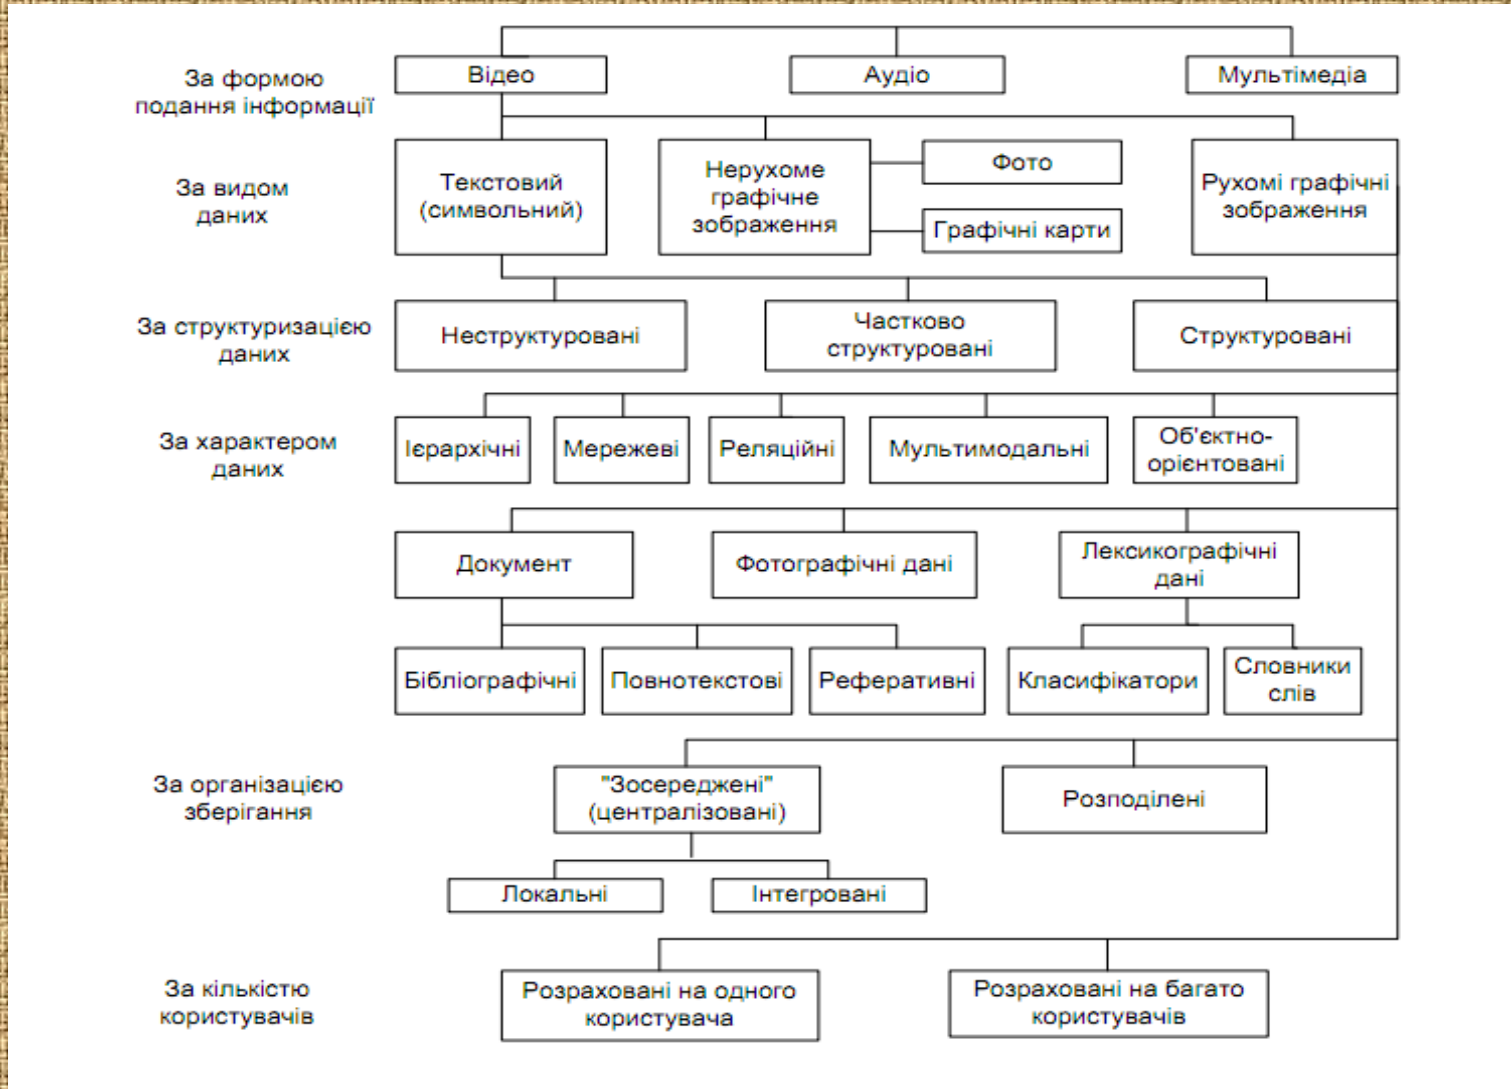 За формою
подання інформації
Відео
Аудіо
Мультімедіа
За видом
даних
Текстовий
(символьний)
Нерухоме
графічне
зображення
Фото
Графічні карти
Рухомі графічні
зображення
За структуризацією
даних
Неструктуровані
Частково
структуровані
Структуровані
За характером
даних
Ієрархічні
Мережеві
Реляційні
Мультимодальні
Об'єктно-
орієнтовані
Документ
Фотографічні дані
Лексикографічні
дані
Бібліографічні
Повнотекстові
Реферативні
Класифікатори
Словники
слів
За організацією
зберігання
"Зосереджені"
(централізовані)
Розподілені
Локальні
Інтегровані
За кількістю
користувачів
Розраховані на одного
користувача
Розраховані на багато
користувачів